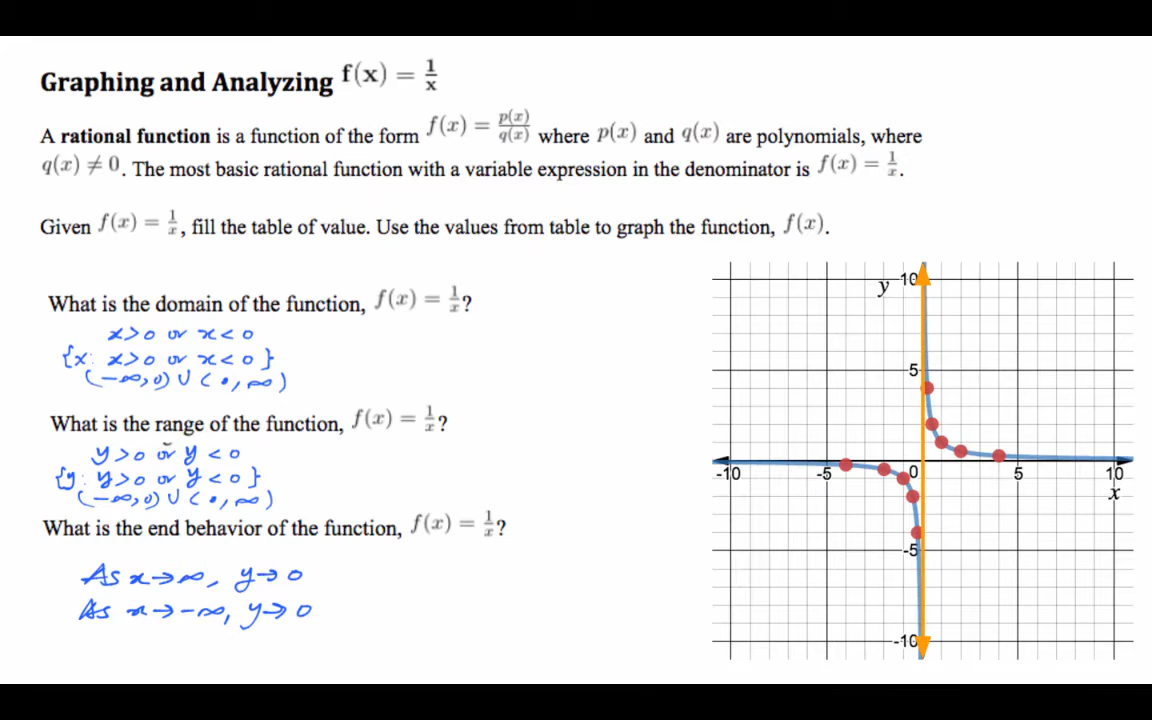 Graphing and Analyzing f(x) = 1/x
A rational function is a function of the form f(x) = p(x)/q(x) where p(x) and q(x) are polynomials, where
q(x) ≠ 0. The most basic rational function with a variable expression in the denominator is f(x) = 1/x.
Given f(x) = 1/x, fill the table of value. Use the values from table to graph the function, f(x).
What is the domain of the function, f(x) = 1/x?
x>0 or x<0
{x: x>0 or x<0}
(-∞,0) ∪ (0,∞)
What is the range of the function, f(x) = 1/x?
y>0 or y<0
{y: y>0 or y<0}
(-∞,0) ∪ (0,∞)
What is the end behavior of the function, f(x) = 1/x?
As x→∞, y→0
As x→-∞, y→0
y
10
5
-10 -5 0 5 10
x
-5
-10